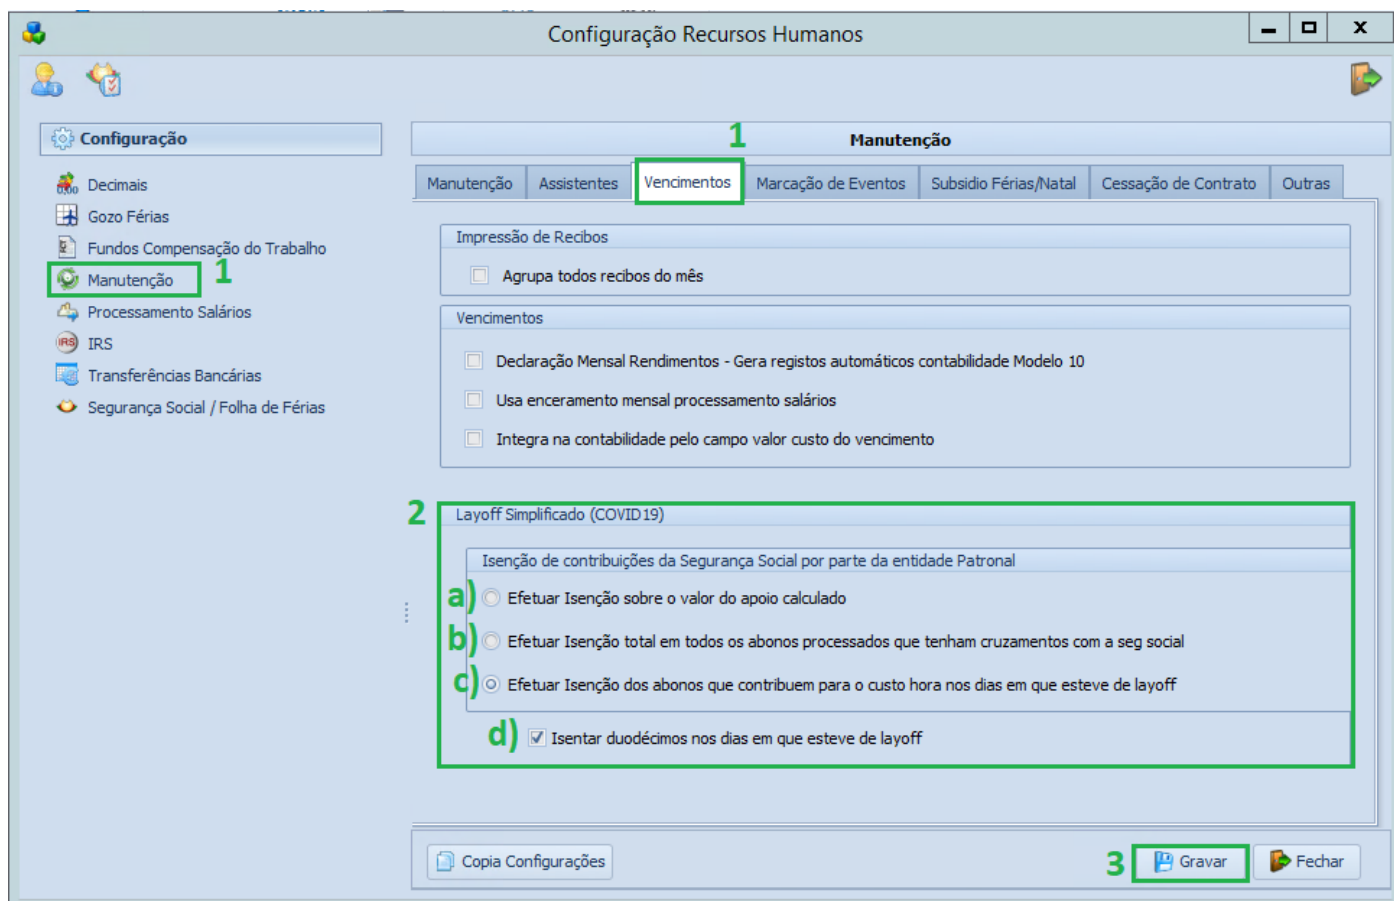 Configuração Recursos Humanos
Configuração
Decimais
Gozo Férias
Fundos Compensação do Trabalho
Manutenção 1
Processamento Salários
IRS
Transferências Bancárias
Segurança Social / Folha de Férias
1 Manutenção
Manutenção Assistentes Vencimentos Marcação de Eventos Subsidio Férias/Natal Cessação de Contrato Outras
Impressão de Recibos
Agrupa todos recibos do mês
Vencimentos
Declaração Mensal Rendimentos - Gera registos automáticos contabilidade Modelo 10
Usa enceramento mensal processamento salários
Integra na contabilidade pelo campo valor custo do vencimento
2 Layoff Simplificado (COVID19)
Isenção de contribuições da Segurança Social por parte da entidade Patronal
a) Efetuar Isenção sobre o valor do apoio calculado
b) Efetuar Isenção total em todos os abonos processados que tenham cruzamentos com a seg social
c) Efetuar Isenção dos abonos que contribuem para o custo hora nos dias em que esteve de layoff
d) Isentar duodécimos nos dias em que esteve de layoff
Copia Configurações 3 Gravar Fechar